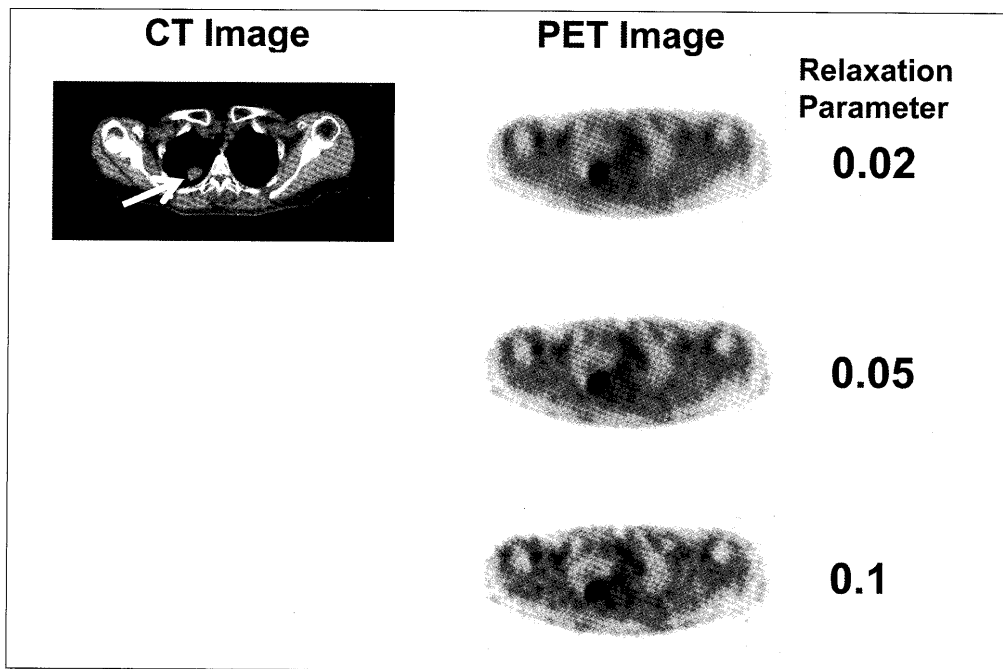 CT Image
PET Image
Relaxation
Parameter
0.02
0.05
0.1